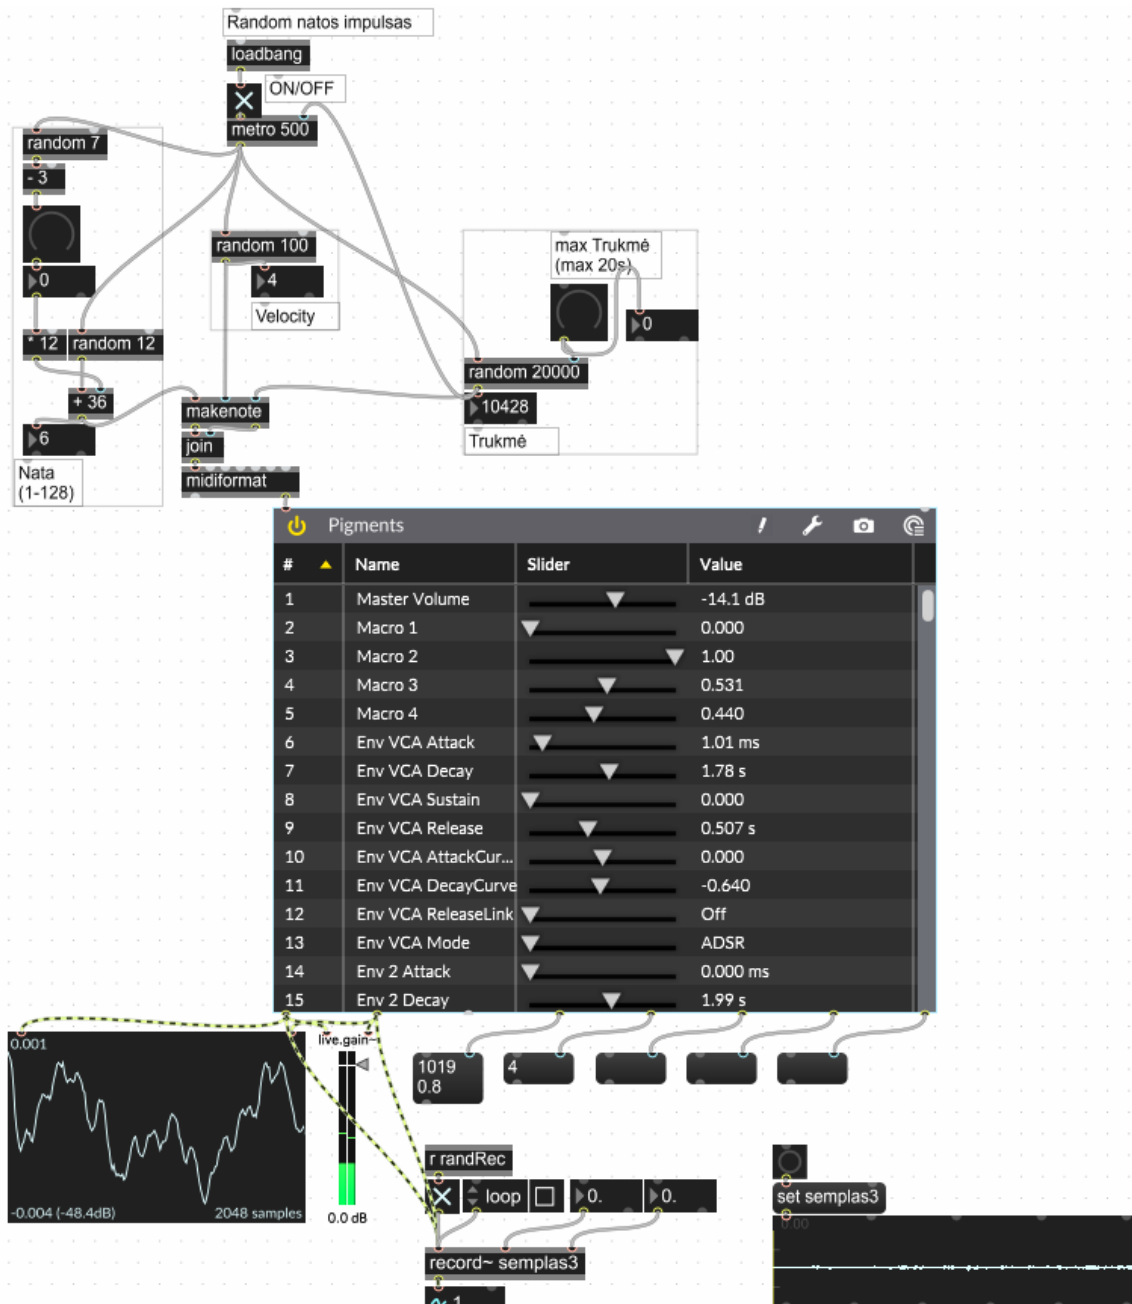 Random natos impulsas
loadbang
ON/OFF
metro 500
random 7
- 3
0
* 12
random 12
+ 36
6
Nata
(1-128)
random 100
4
Velocity
max Trukmė
(max 20s)
0
random 20000
10428
Trukmė
makenote
join
midiformat
Pigments
# Name Slider Value
1 Master Volume -14.1 dB
2 Macro 1 0.000
3 Macro 2 1.00
4 Macro 3 0.531
5 Macro 4 0.440
6 Env VCA Attack 1.01 ms
7 Env VCA Decay 1.78 s
8 Env VCA Sustain 0.000
9 Env VCA Release 0.507 s
10 Env VCA AttackCur... 0.000
11 Env VCA DecayCurve -0.640
12 Env VCA ReleaseLink Off
13 Env VCA Mode ADSR
14 Env 2 Attack 0.000 ms
15 Env 2 Decay 1.99 s
0.001
-0.004 (-48.4dB) 2048 samples
live.gain~
0.0 dB
1019
0.8
4
r randRec
loop
0.
0.
record~ semplas3
1
set semplas3
0.00